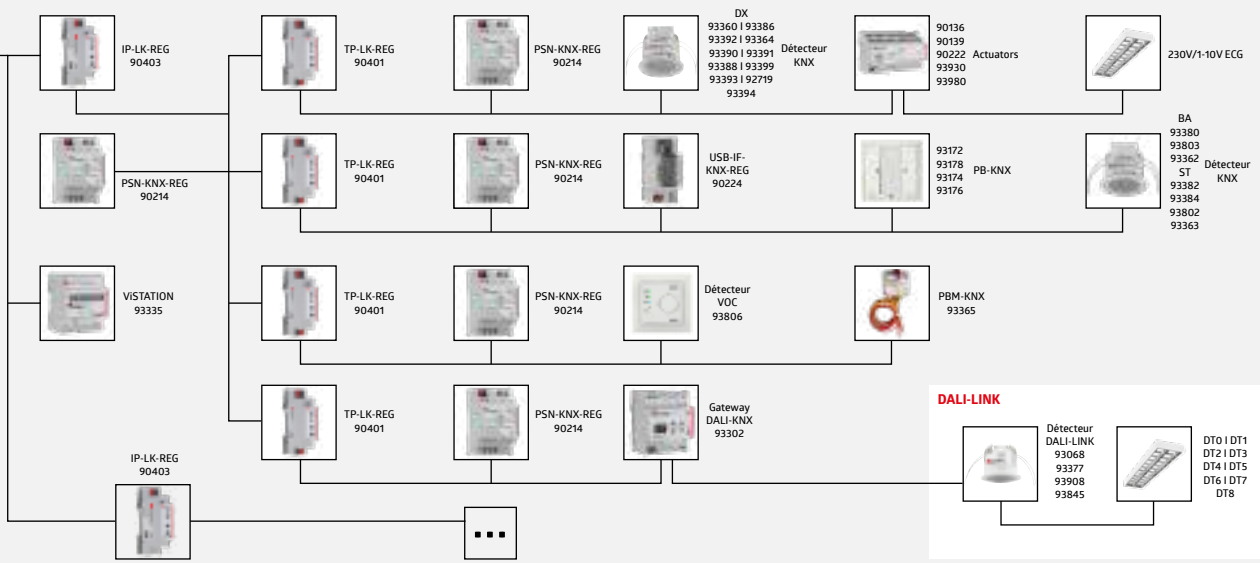 IP-LK-REG
90403
TP-LK-REG
90401
PSN-KNX-REG
90214
DX
93360 I 93386
93392 I 93364
93390 I 93391
93388 I 93399
93393 I 92719
93394
Détecteur
KNX
90136
90139
90222
93930
93980
Actuators
230V/1-10V ECG
PSN-KNX-REG
90214
TP-LK-REG
90401
PSN-KNX-REG
90214
USB-IF-
KNX-REG
90224
93172
93178
93174
93176
PB-KNX
BA
93380
93803
93362
ST
93382
93384
93802
93363
Détecteur
KNX
ViSTATION
93335
TP-LK-REG
90401
PSN-KNX-REG
90214
Détecteur
VOC
93806
PBM-KNX
93365
TP-LK-REG
90401
PSN-KNX-REG
90214
Gateway
DALI-KNX
93302
DALI-LINK
Détecteur
DALI-LINK
93068
93377
93908
93845
DT0 I DT1
DT2 I DT3
DT4 I DT5
DT6 I DT7
DT8
IP-LK-REG
90403
...